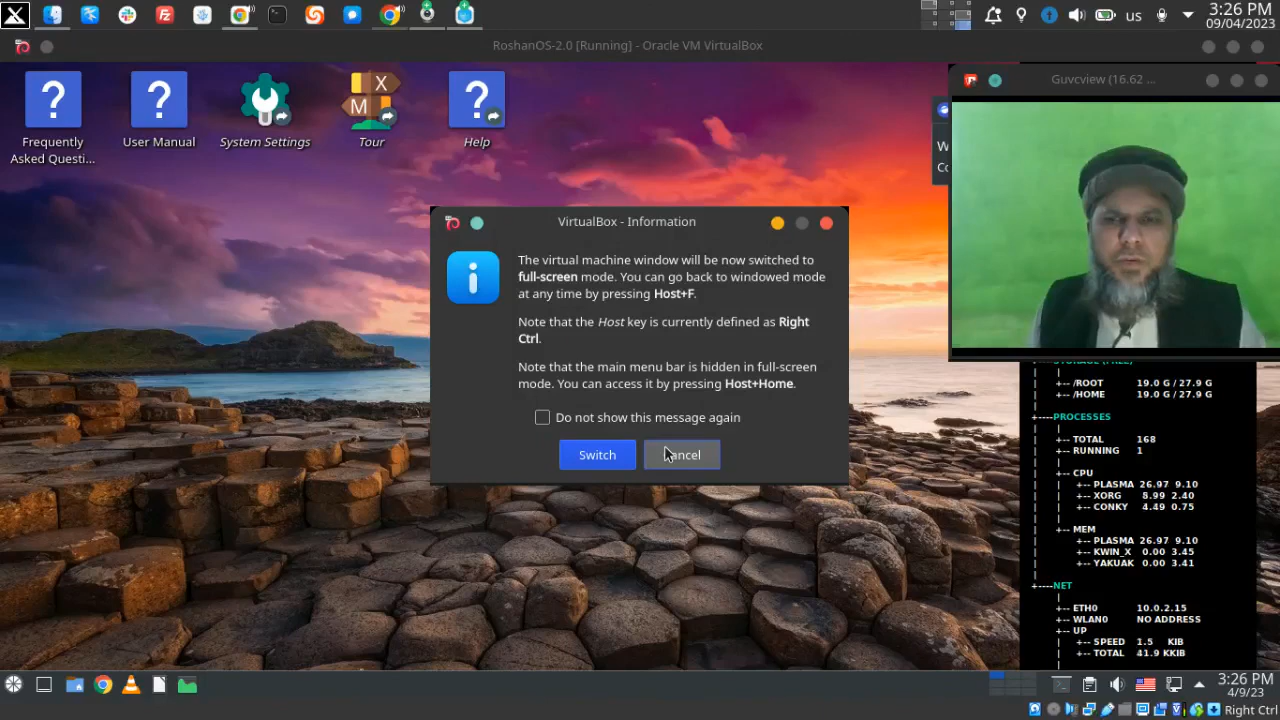 us
3:26 PM
09/04/2023
RoshanOS-2.0 [Running] - Oracle VM VirtualBox
Guvcview (16.62 ...
X
M
Frequently
Asked Questi...
User Manual
System Settings
Tour
Help
W
Co
VirtualBox - Information
The virtual machine window will be now switched to
full-screen mode. You can go back to windowed mode
at any time by pressing Host+F.
Note that the Host key is currently defined as Right
Ctrl.
Note that the main menu bar is hidden in full-screen
mode. You can access it by pressing Host+Home.
Do not show this message again
Switch
Cancel
+---- STORAGE (FREE)
+-- /ROOT 19.0 G / 27.9 G
+-- /HOME 19.0 G / 27.9 G
+----PROCESSES
+-- TOTAL 168
+-- RUNNING 1
+-- CPU
+-- PLASMA 26.97 9.10
+-- XORG 8.99 2.40
+-- CONKY 4.49 0.75
+-- MEM
+-- PLASMA 26.97 9.10
+-- KWIN_X 0.00 3.45
+-- YAKUAK 0.00 3.41
+----NET
+-- ETH0 10.0.2.15
+-- WLAN0 NO ADDRESS
+-- UP
+-- SPEED 1.5 KIB
+-- TOTAL 41.9 KKIB
3:26 PM
4/9/23
Right Ctrl